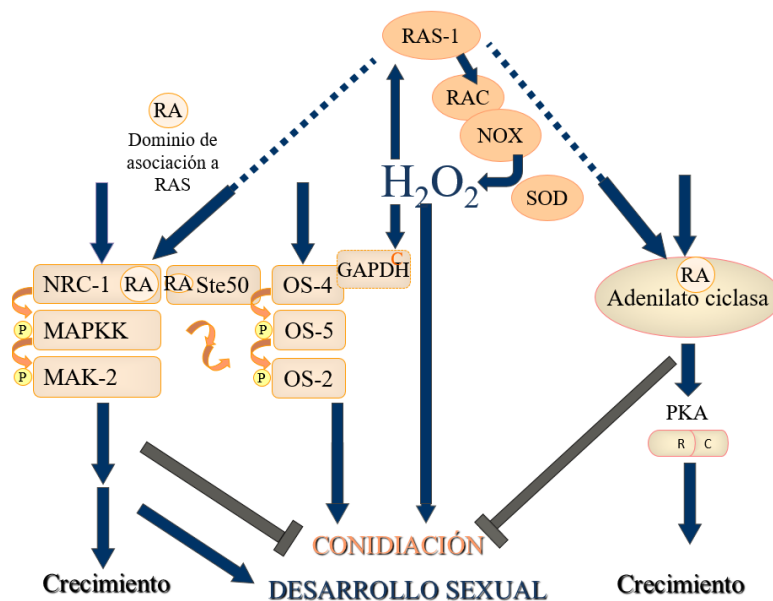 RAS-1
RAC
NOX
H₂O₂
SOD
RA
Dominio de
asociación a
RAS
NRC-1
RA
RA
Ste50
OS-4
GAPDH
C
P
MAPKK
P
OS-5
P
MAK-2
P
OS-2
RA
Adenilato ciclasa
PKA
R
C
CONIDIACIÓN
Crecimiento
DESARROLLO SEXUAL
Crecimiento